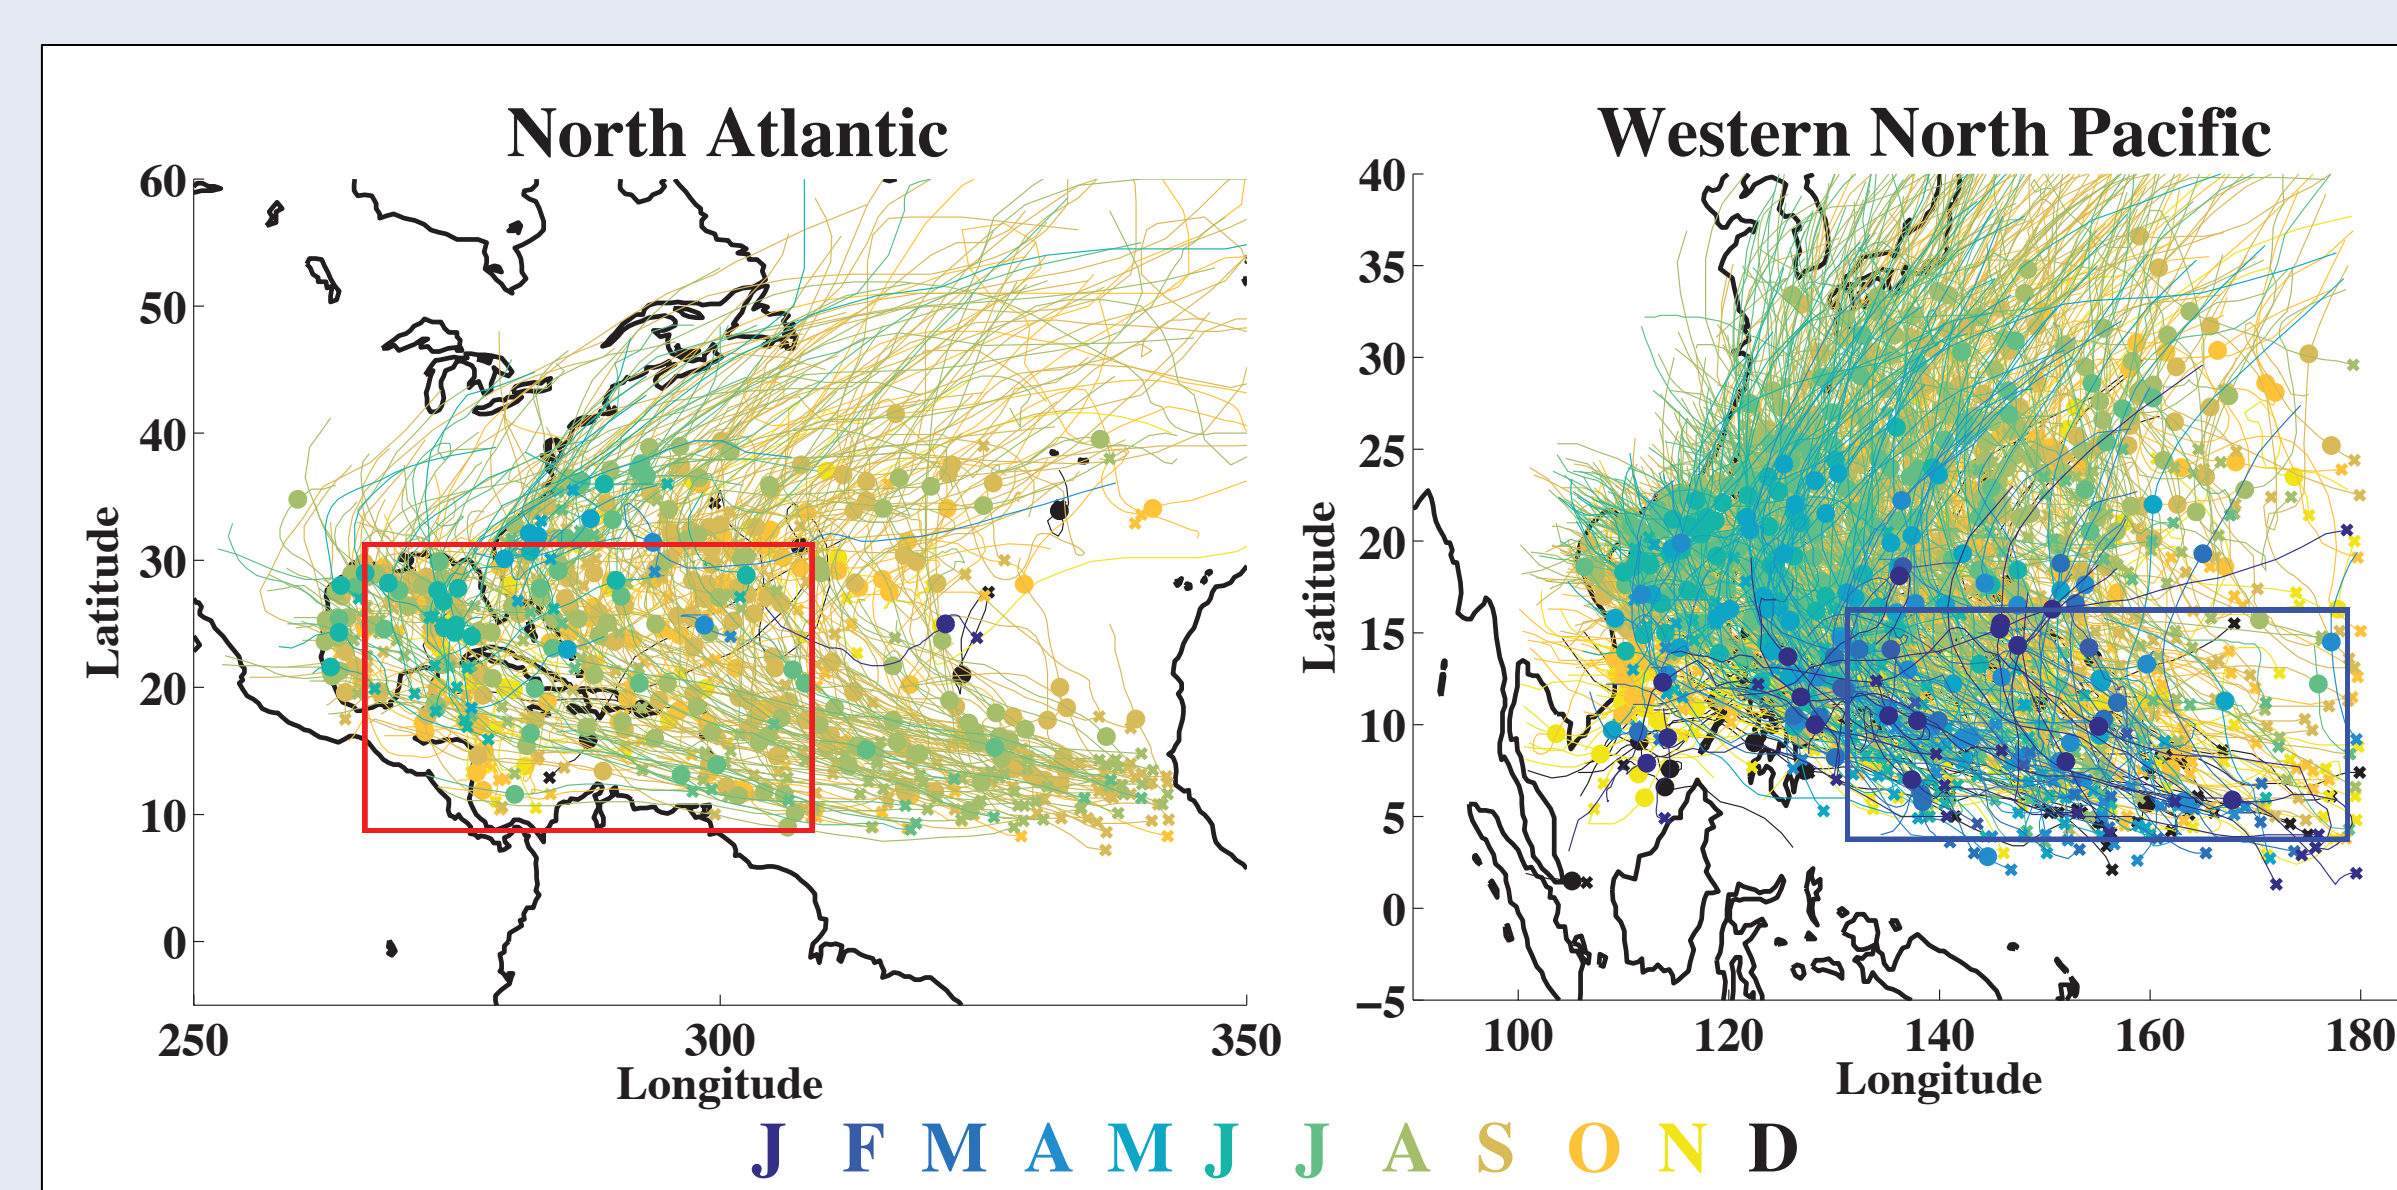 North Atlantic
60
50
40
30
20
10
0
Latitude
250 300 350
Longitude
Western North Pacific
40
35
30
25
20
15
10
5
0
−5
Latitude
100 120 140 160 180
Longitude
J F M A M J J A S O N D